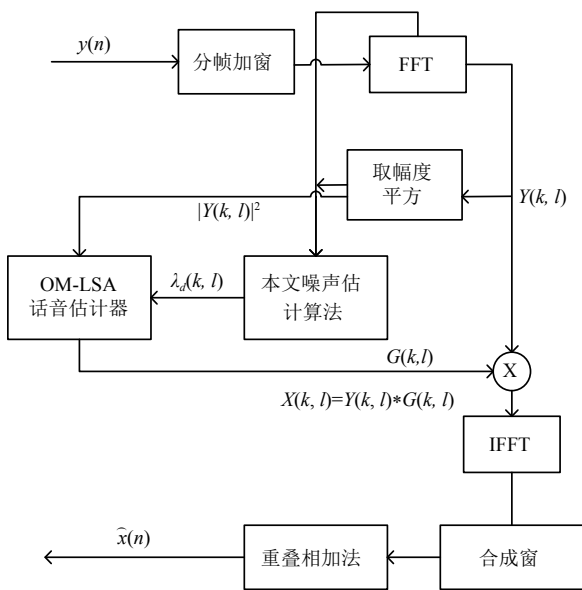 y(n)
分帧加窗
FFT
取幅度
平方
Y(k, l)
|Y(k, l)|²
OM-LSA
话音估计器
λd(k, l)
本文噪声估
计算法
G(k,l)
X
X(k, l)=Y(k, l)*G(k, l)
IFFT
x̂(n)
重叠相加法
合成窗